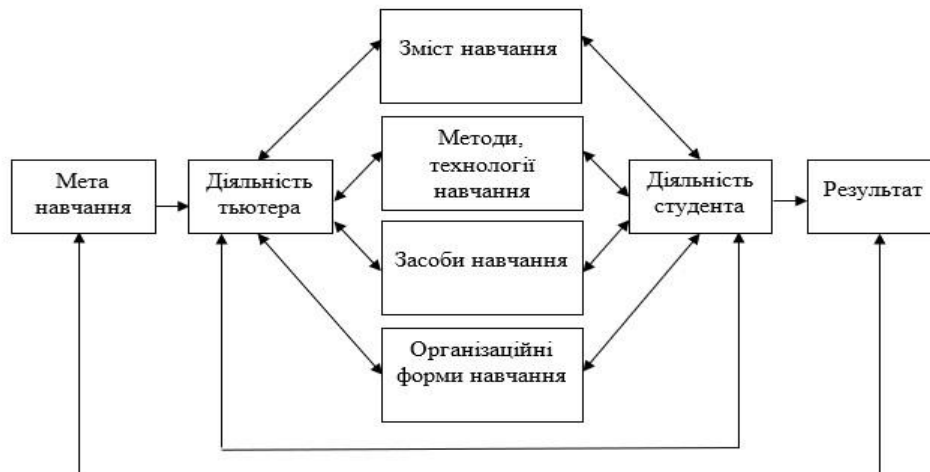 Зміст навчання
Методи,
технології
навчання
Мета
навчання
Діяльність
тьютера
Діяльність
студента
Результат
Засоби навчання
Організаційні
форми навчання